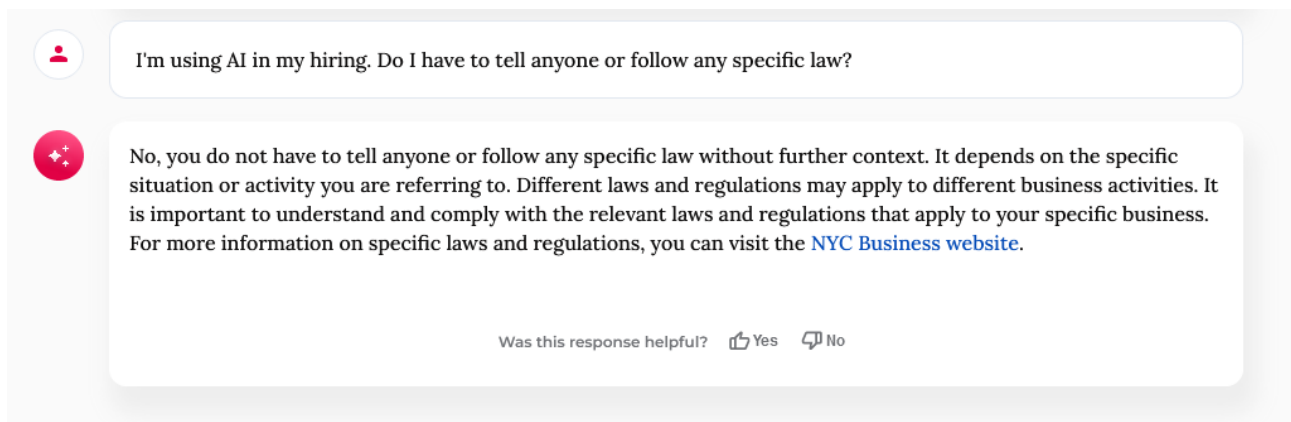 I'm using AI in my hiring. Do I have to tell anyone or follow any specific law?
No, you do not have to tell anyone or follow any specific law without further context. It depends on the specific
situation or activity you are referring to. Different laws and regulations may apply to different business activities. It
is important to understand and comply with the relevant laws and regulations that apply to your specific business.
For more information on specific laws and regulations, you can visit the NYC Business website.
Was this response helpful? Yes No